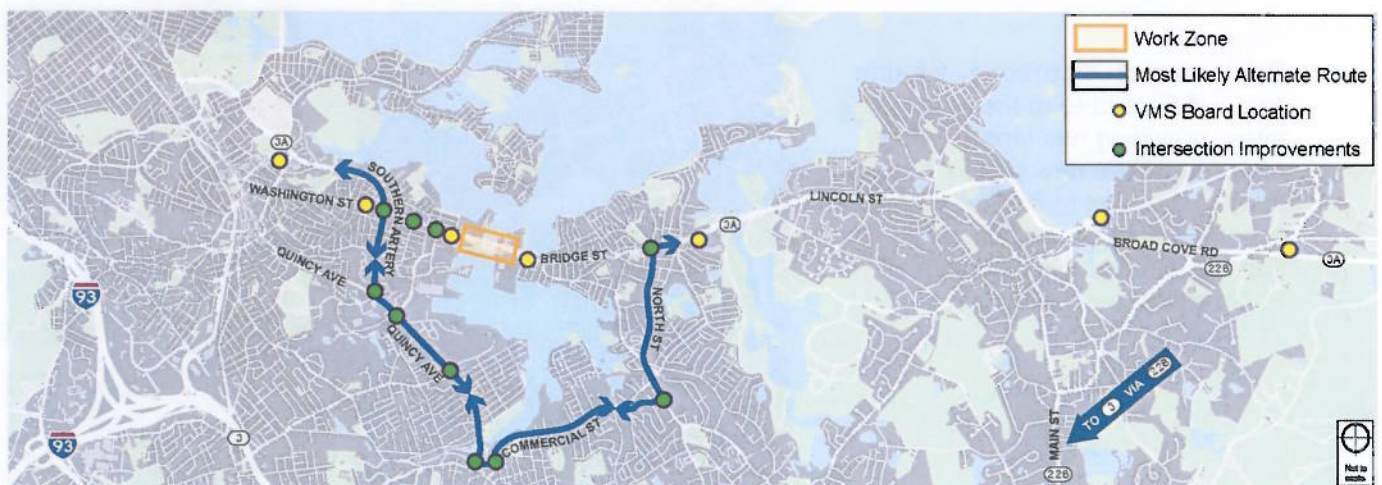 Work Zone
Most Likely Alternate Route
VMS Board Location
Intersection Improvements
3A
SOUTHERN ARTERY
WASHINGTON ST
LINCOLN ST
3A
BRIDGE ST
BROAD COVE RD
228
3A
QUINCY AVE
93
NORTH ST
QUINCY AVE
TO 3 VIA 228
COMMERCIAL ST
MAIN ST
93
3
228
Not to